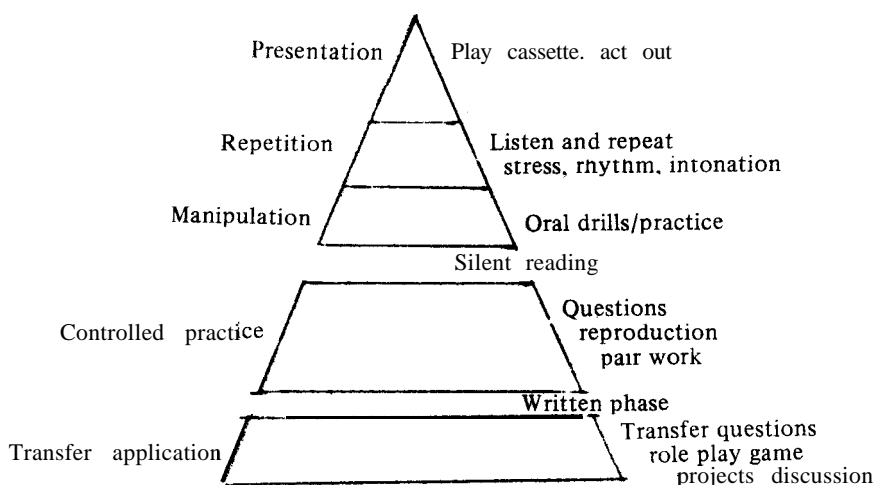 Presentation
Play cassette. act out
Repetition
Listen and repeat
stress, rhythm, intonation
Manipulation
Oral drills/practice
Silent reading
Controlled practice
Questions
reproduction
pair work
Written phase
Transfer application
Transfer questions
role play game
projects discussion